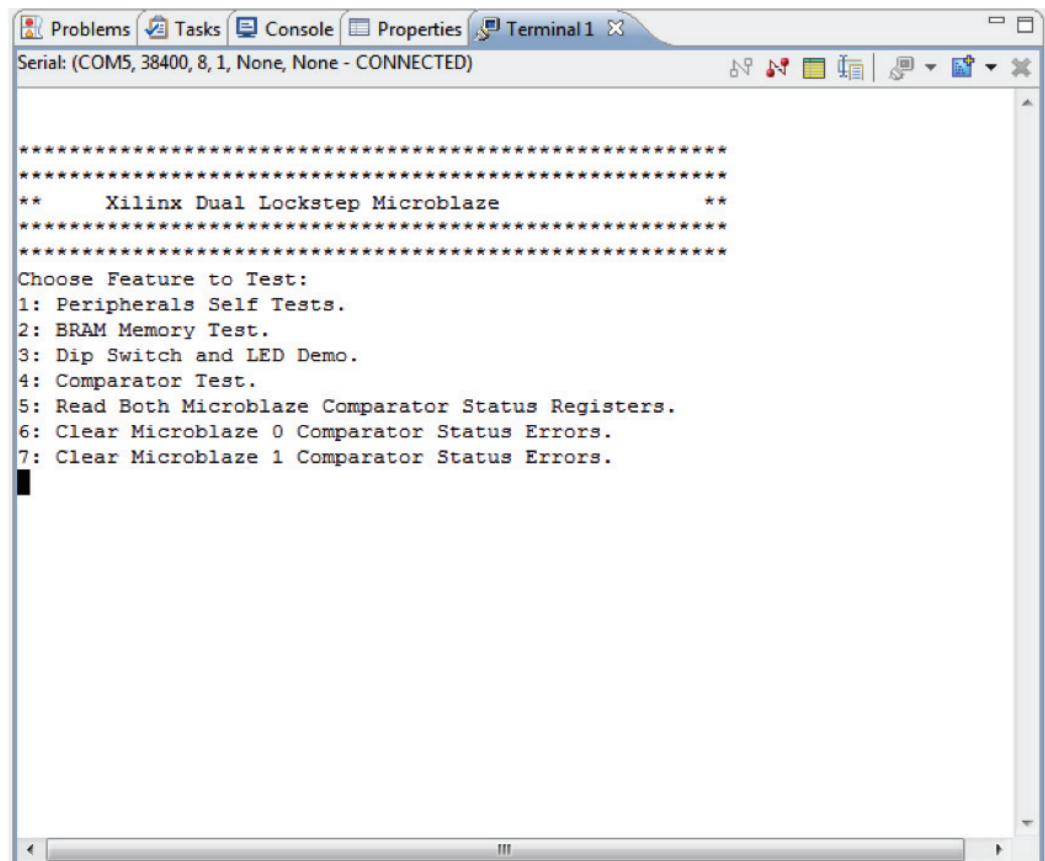 Problems Tasks Console Properties Terminal 1
Serial: (COM5, 38400, 8, 1, None, None - CONNECTED)
********************************************************
********************************************************
** Xilinx Dual Lockstep Microblaze **
********************************************************
********************************************************
Choose Feature to Test:
1: Peripherals Self Tests.
2: BRAM Memory Test.
3: Dip Switch and LED Demo.
4: Comparator Test.
5: Read Both Microblaze Comparator Status Registers.
6: Clear Microblaze 0 Comparator Status Errors.
7: Clear Microblaze 1 Comparator Status Errors.